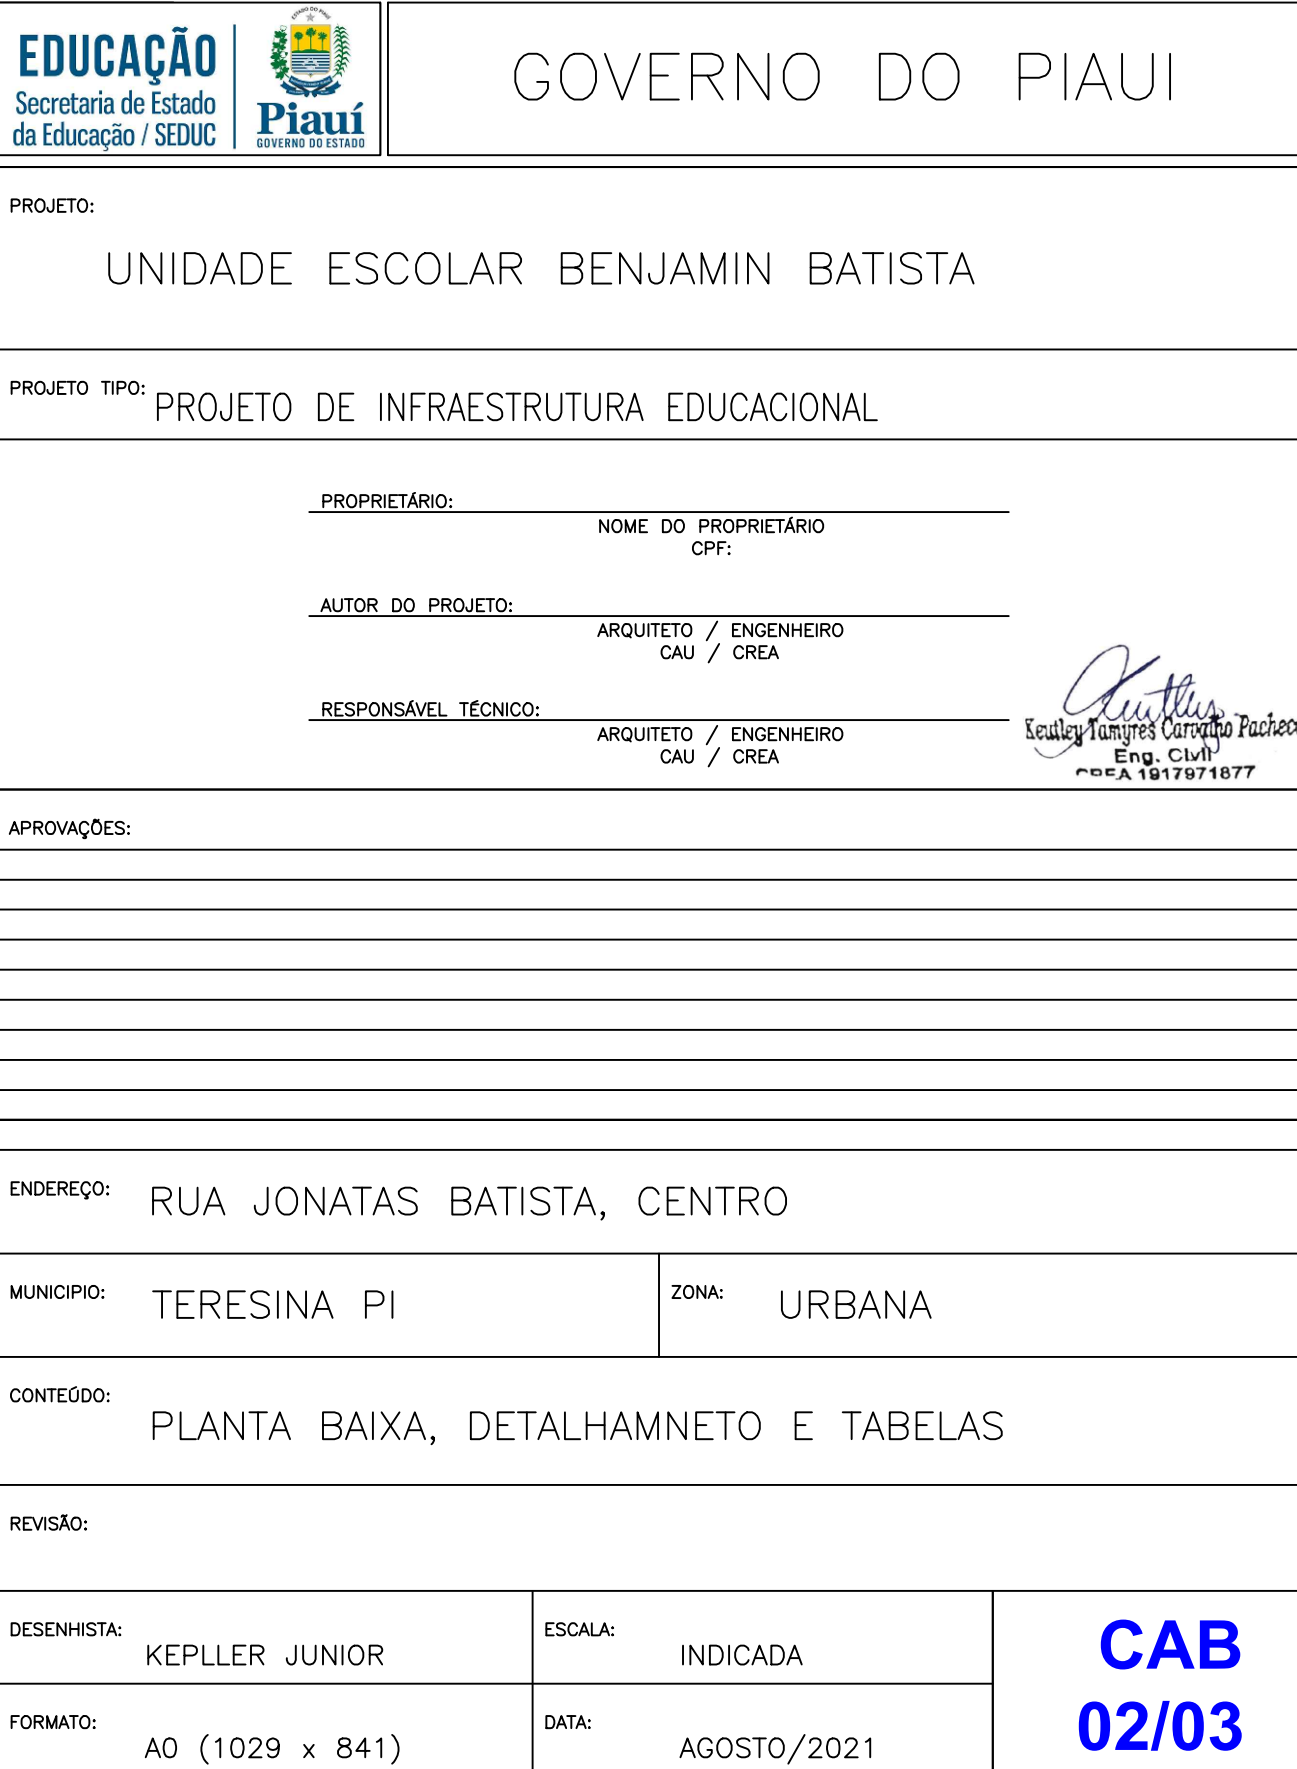 EDUCAÇÃO
Secretaria de Estado
da Educação / SEDUC
ESTADO DO PIAUÍ
Piauí
GOVERNO DO ESTADO
GOVERNO DO PIAUI
PROJETO:
UNIDADE ESCOLAR BENJAMIN BATISTA
PROJETO TIPO: PROJETO DE INFRAESTRUTURA EDUCACIONAL
PROPRIETÁRIO:
NOME DO PROPRIETÁRIO
CPF:
AUTOR DO PROJETO:
ARQUITETO / ENGENHEIRO
CAU / CREA
RESPONSÁVEL TÉCNICO:
ARQUITETO / ENGENHEIRO
CAU / CREA
Keutley Tamyres Carvalho Pacheco
Eng. Civil
CREA 1917971877
APROVAÇÕES:
ENDEREÇO: RUA JONATAS BATISTA, CENTRO
MUNICIPIO: TERESINA PI
ZONA: URBANA
CONTEÚDO:
PLANTA BAIXA, DETALHAMNETO E TABELAS
REVISÃO:
DESENHISTA: KEPLLER JUNIOR
ESCALA: INDICADA
FORMATO: A0 (1029 x 841)
DATA: AGOSTO/2021
CAB
02/03